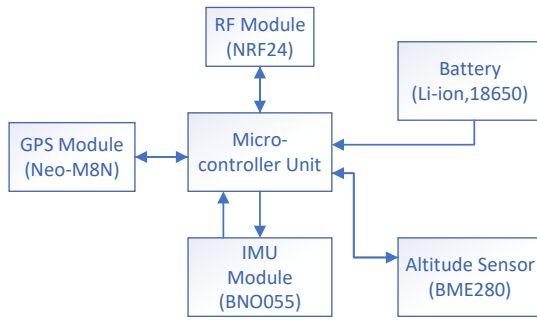 RF Module
(NRF24)
Battery
(Li-ion,18650)
GPS Module
(Neo-M8N)
Micro-
controller Unit
IMU
Module
(BNO055)
Altitude Sensor
(BME280)